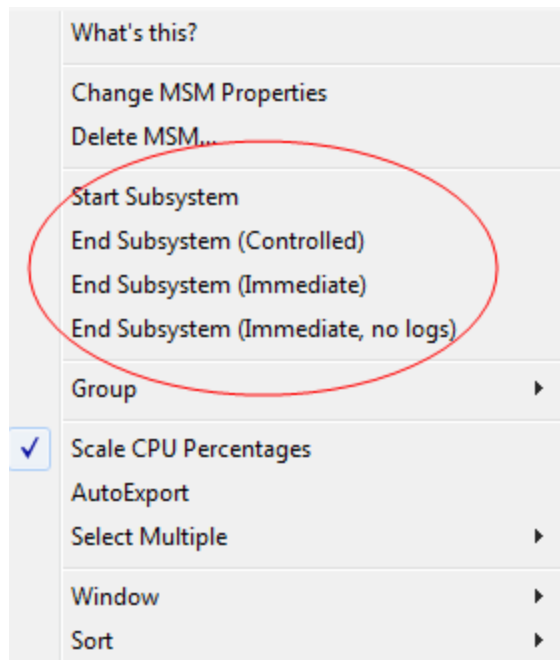 What's this?
Change MSM Properties
Delete MSM...
Start Subsystem
End Subsystem (Controlled)
End Subsystem (Immediate)
End Subsystem (Immediate, no logs)
Group
Scale CPU Percentages
AutoExport
Select Multiple
Window
Sort